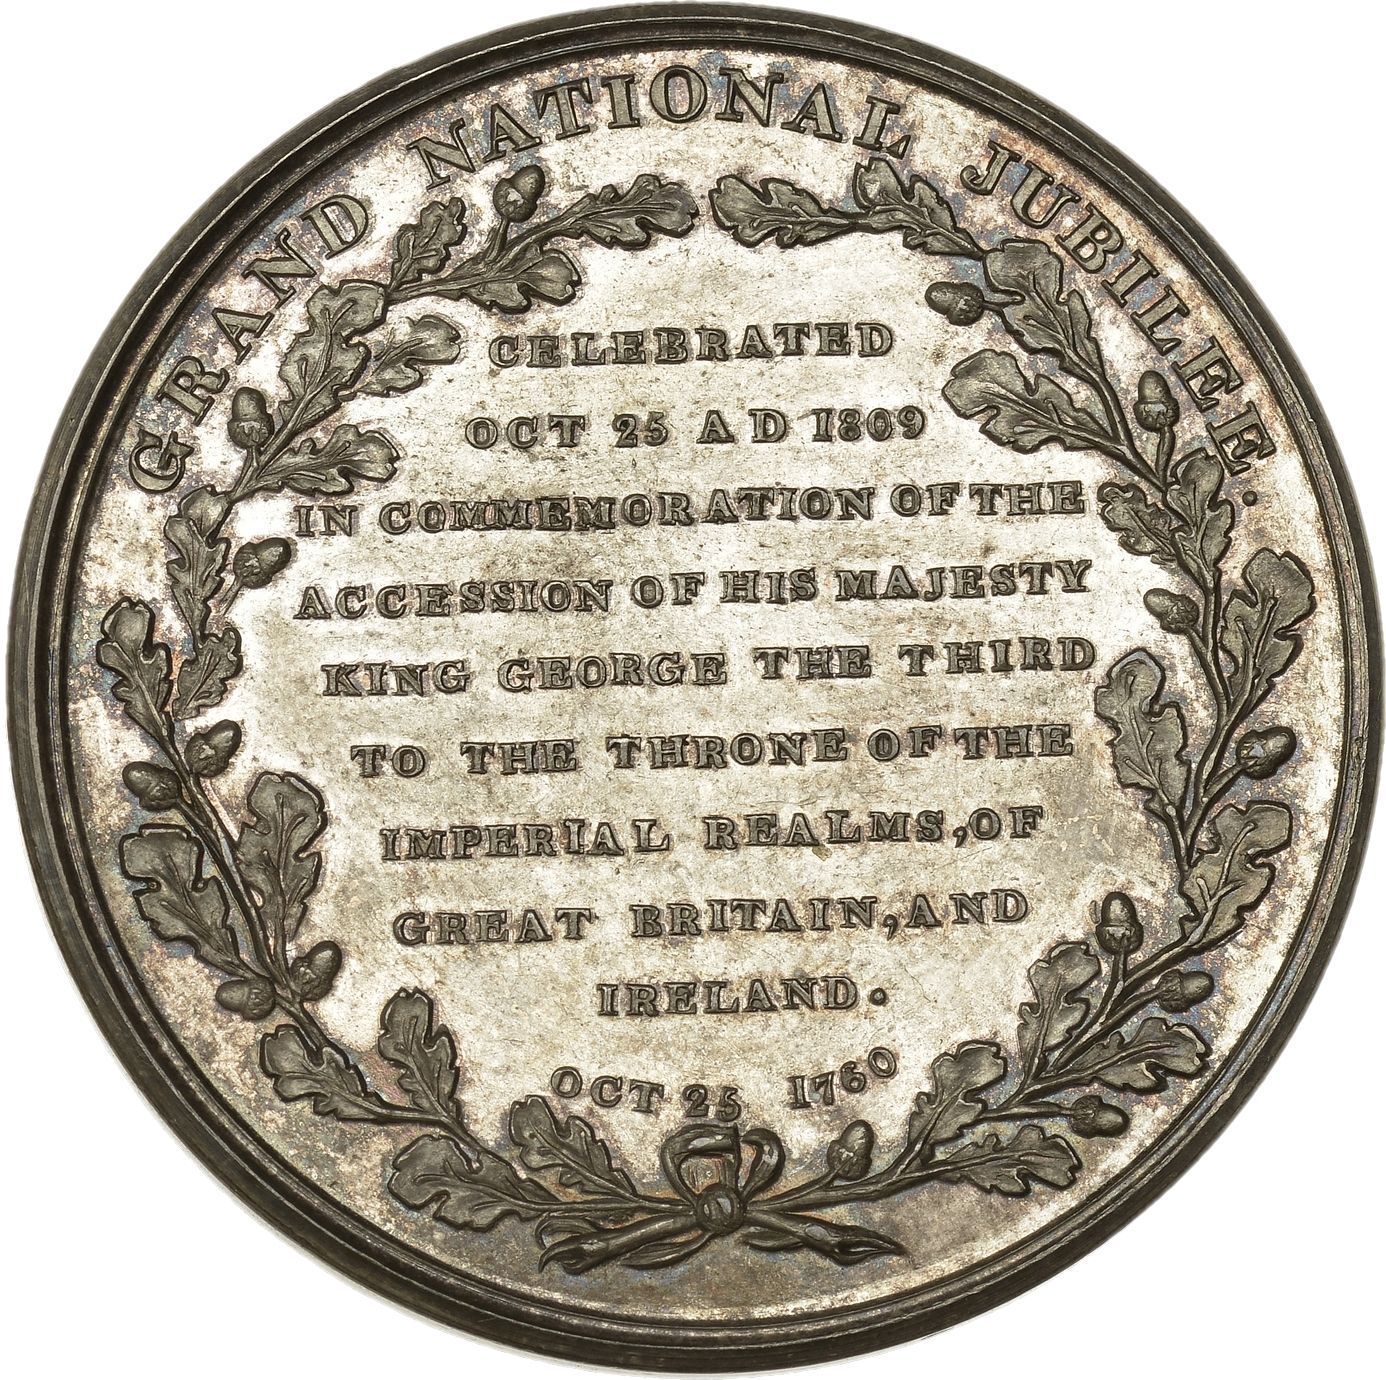 GRAND NATIONAL JUBILEE.
CELEBRATED
OCT 25 A D 1809
IN COMMEMORATION OF THE
ACCESSION OF HIS MAJESTY
KING GEORGE THE THIRD
TO THE THRONE OF THE
IMPERIAL REALMS, OF
GREAT BRITAIN, AND
IRELAND.
OCT 25 1760